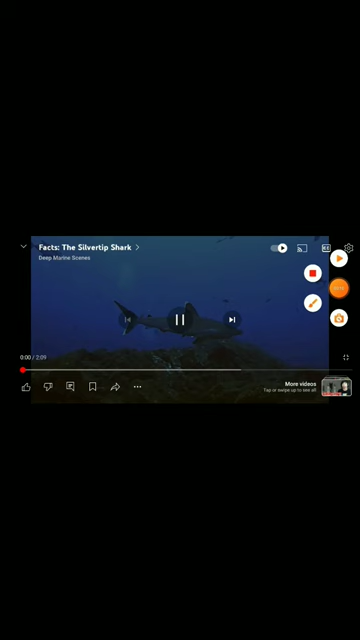 Facts: The Silvertip Shark
Deep Marine Scenes
0:00 / 2:09
More videos
Tap or swipe up to see all